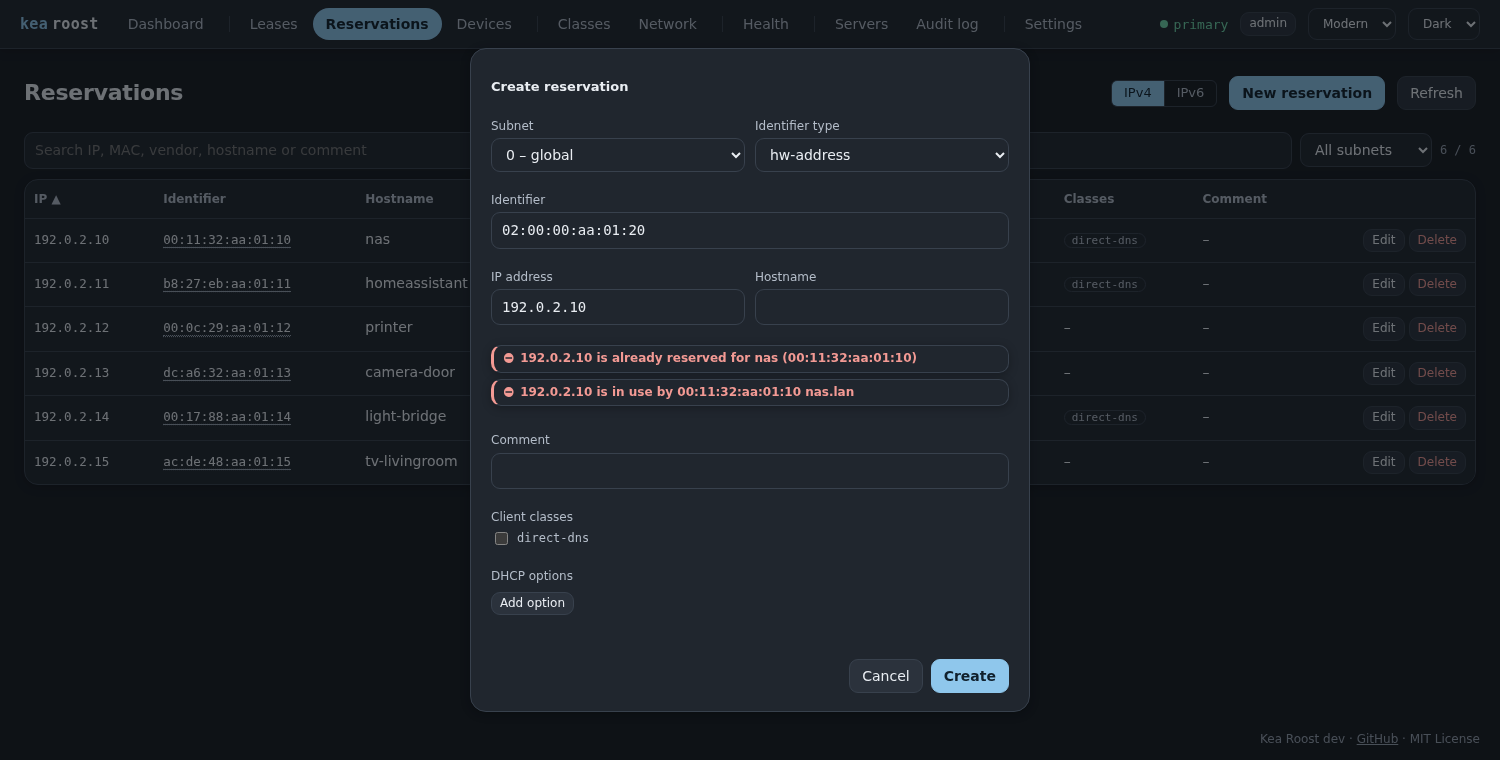 kea roost Dashboard Leases Reservations Devices Classes Network Health Servers Audit log Settings primary admin Modern Dark
Reservations IPv4 IPv6 New reservation Refresh
Search IP, MAC, vendor, hostname or comment All subnets 6 / 6
IP ▲ Identifier Hostname Classes Comment
192.0.2.10 00:11:32:aa:01:10 nas direct-dns – Edit Delete
192.0.2.11 b8:27:eb:aa:01:11 homeassistant direct-dns – Edit Delete
192.0.2.12 00:0c:29:aa:01:12 printer – – Edit Delete
192.0.2.13 dc:a6:32:aa:01:13 camera-door – – Edit Delete
192.0.2.14 00:17:88:aa:01:14 light-bridge direct-dns – Edit Delete
192.0.2.15 ac:de:48:aa:01:15 tv-livingroom – – Edit Delete
Create reservation
Subnet Identifier type
0 – global hw-address
Identifier
02:00:00:aa:01:20
IP address Hostname
192.0.2.10
192.0.2.10 is already reserved for nas (00:11:32:aa:01:10)
192.0.2.10 is in use by 00:11:32:aa:01:10 nas.lan
Comment
Client classes
direct-dns
DHCP options
Add option
Cancel Create
Kea Roost dev · GitHub · MIT License